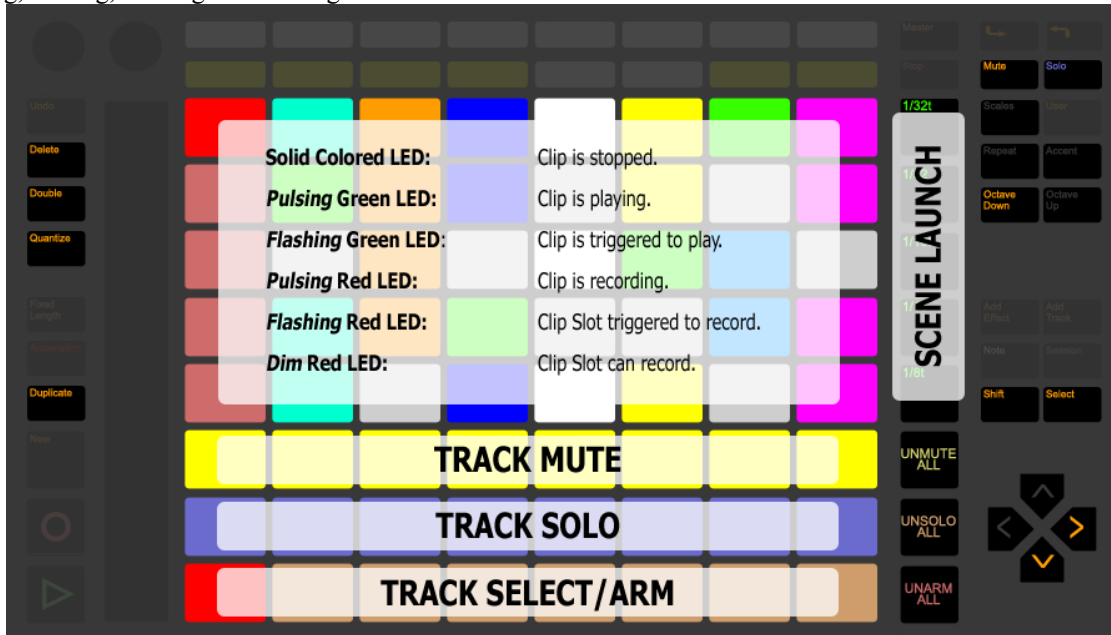 Master
Stop
Mute
Solo
Undo
1/32t
Scales
User
Delete
Solid Colored LED:
Clip is stopped.
Repeat
Accent
Double
Pulsing Green LED:
Clip is playing.
Octave Down
Octave Up
Quantize
Flashing Green LED:
Clip is triggered to play.
Pulsing Red LED:
Clip is recording.
SCENE LAUNCH
Fixed Length
Flashing Red LED:
Clip Slot triggered to record.
Add Effect
Add Track
Automation
Dim Red LED:
Clip Slot can record.
1/8t
Note
Session
Duplicate
Shift
Select
New
TRACK MUTE
UNMUTE ALL
TRACK SOLO
UNSOLO ALL
TRACK SELECT/ARM
UNARM ALL